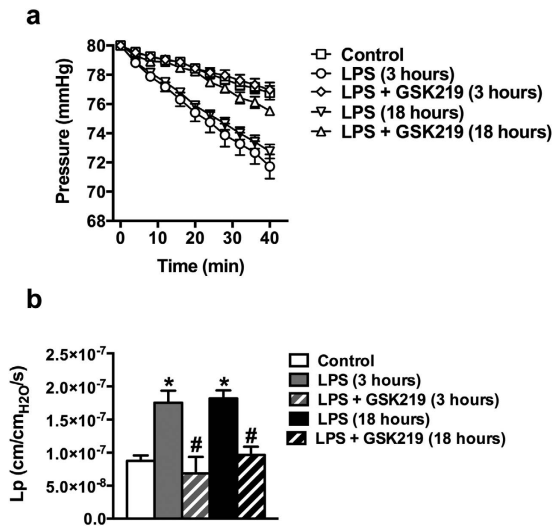 a
80
78
76
74
72
70
68
Pressure (mmHg)
0 10 20 30 40
Time (min)
Control
LPS (3 hours)
LPS + GSK219 (3 hours)
LPS (18 hours)
LPS + GSK219 (18 hours)
b
2.5×10⁻⁷
2.0×10⁻⁷
1.5×10⁻⁷
1.0×10⁻⁷
5.0×10⁻⁸
0.0
Lp (cm/cmH2O/s)
* # * #
Control
LPS (3 hours)
LPS + GSK219 (3 hours)
LPS (18 hours)
LPS + GSK219 (18 hours)